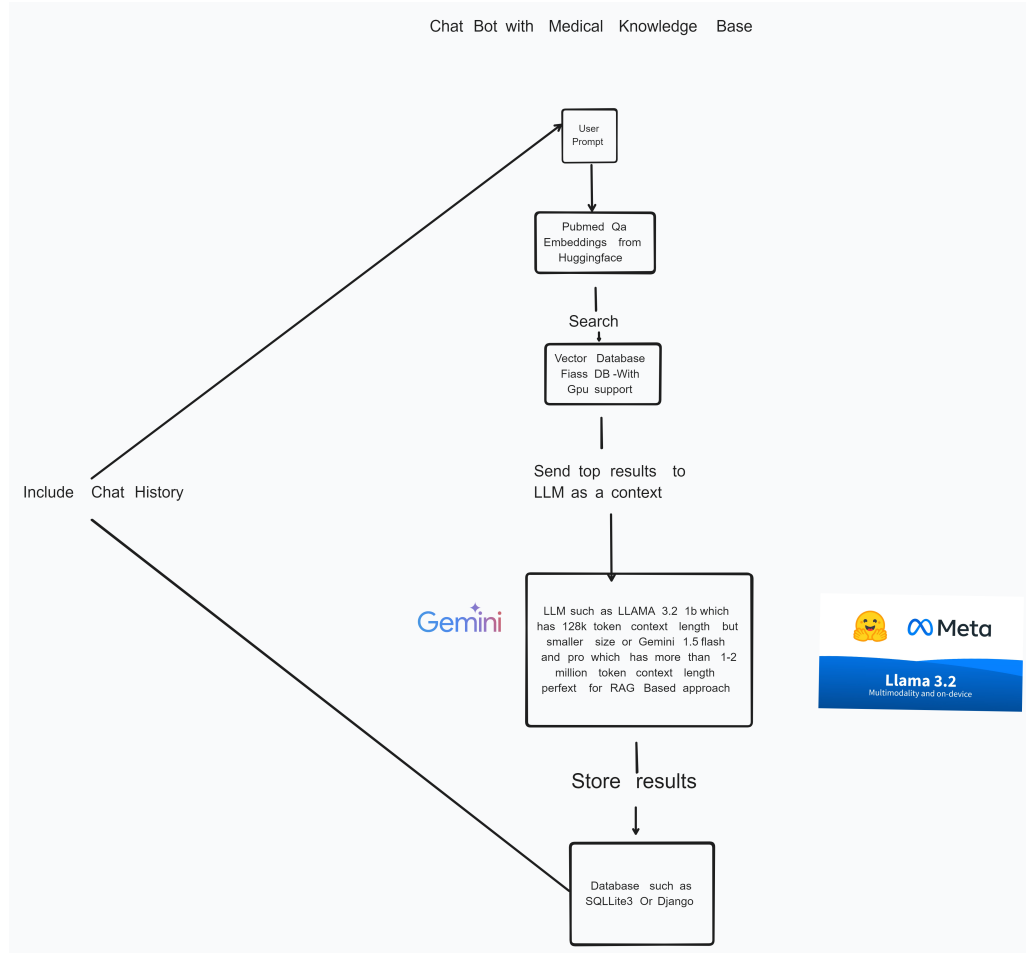 Chat Bot with Medical Knowledge Base
User
Prompt
Pubmed Qa
Embeddings from
Huggingface
Search
Vector Database
Fiass DB -With
Gpu support
Send top results to
LLM as a context
Include Chat History
LLM such as LLAMA 3.2 1b which
has 128k token context length but
smaller size or Gemini 1.5 flash
and pro which has more than 1-2
million token context length
perfext for RAG Based approach
Gemini
Meta
Llama 3.2
Multimodality and on-device
Store results
Database such as
SQLLite3 Or Django